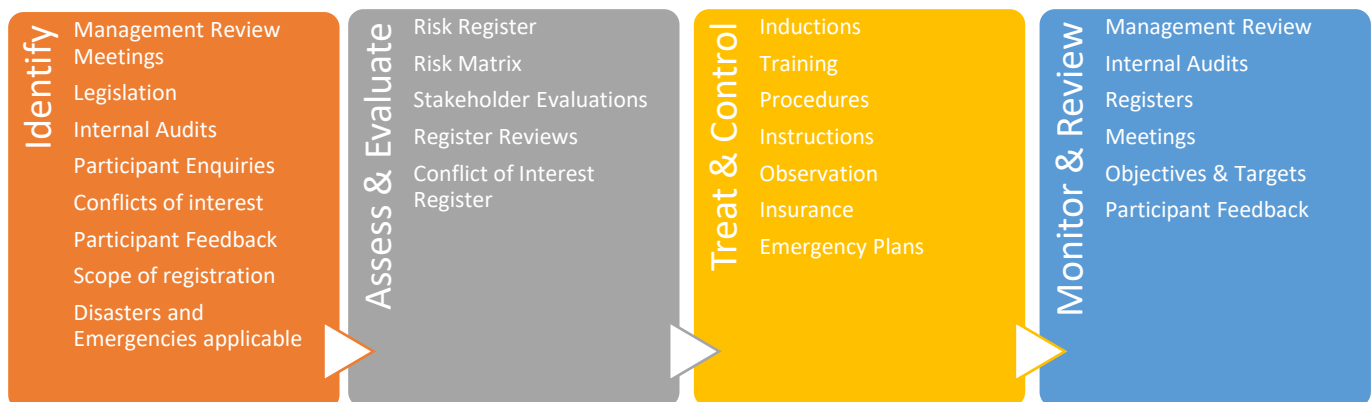 Identify
Management Review
Meetings
Legislation
Internal Audits
Participant Enquiries
Conflicts of interest
Participant Feedback
Scope of registration
Disasters and
Emergencies applicable
Assess & Evaluate
Risk Register
Risk Matrix
Stakeholder Evaluations
Register Reviews
Conflict of Interest
Register
Treat & Control
Inductions
Training
Procedures
Instructions
Observation
Insurance
Emergency Plans
Monitor & Review
Management Review
Internal Audits
Registers
Meetings
Objectives & Targets
Participant Feedback